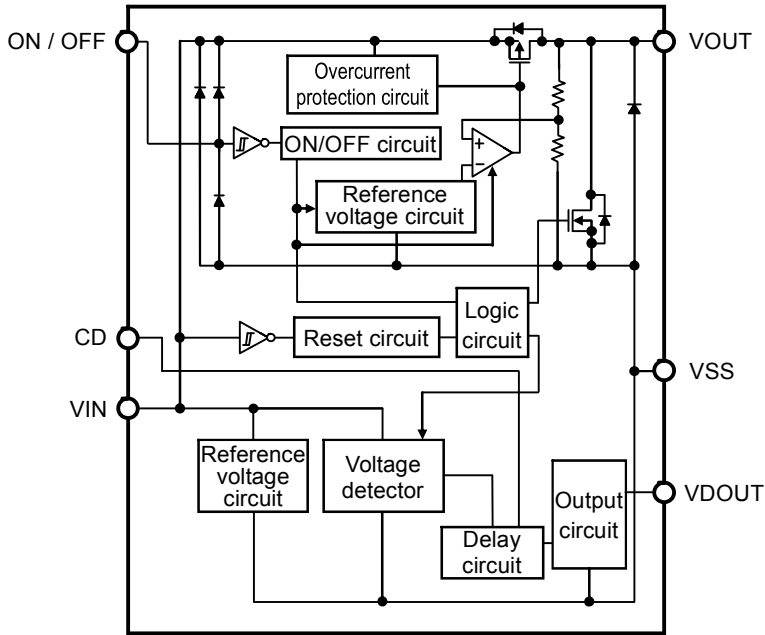 ON / OFF
VOUT
Overcurrent
protection circuit
ON/OFF circuit
+
−
Reference
voltage circuit
CD
Reset circuit
Logic
circuit
VSS
VIN
Reference
voltage
circuit
Voltage
detector
Output
circuit
VDOUT
Delay
circuit